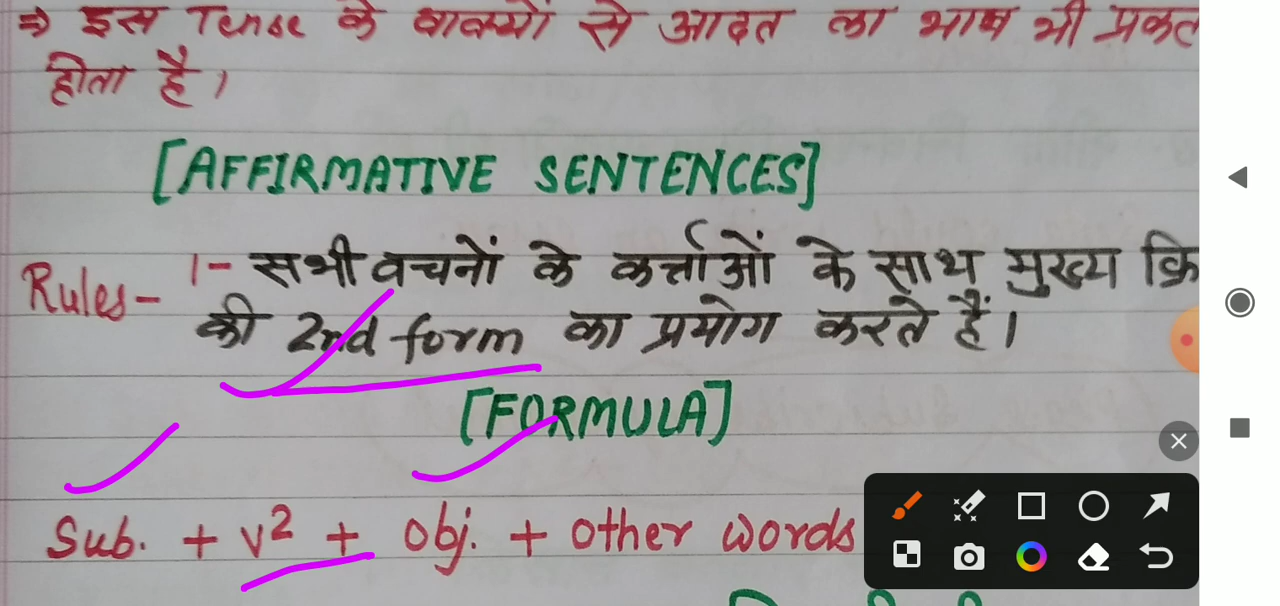 ⇒ इस Tense के वाक्यों से आदत का भाव भी प्रकट
होता है।
[AFFIRMATIVE SENTENCES]
Rules- 1- सभी वचनों के कर्त्ताओं के साथ मुख्य क्रि
की 2nd form का प्रयोग करते हैं।
[FORMULA]
Sub. + v2 + obj. + other words